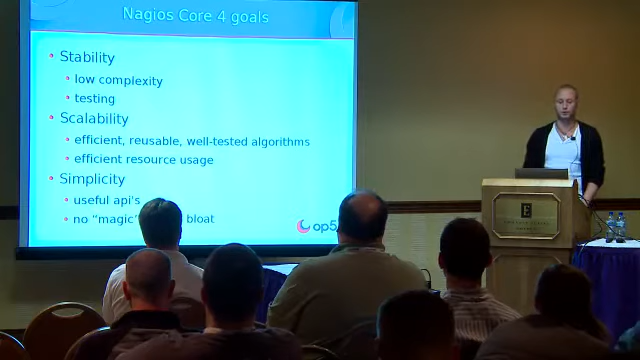 Nagios Core 4 goals
Stability
low complexity
testing
Scalability
efficient, reusable, well-tested algorithms
efficient resource usage
Simplicity
useful api's
no "magic" bloat
op5
E